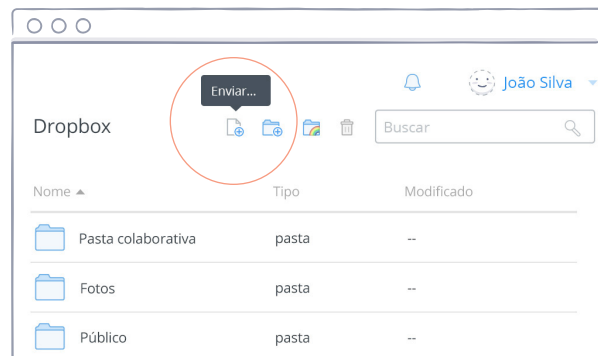 Enviar...
João Silva
Dropbox
Buscar
Nome Tipo Modificado
Pasta colaborativa pasta --
Fotos pasta --
Público pasta --